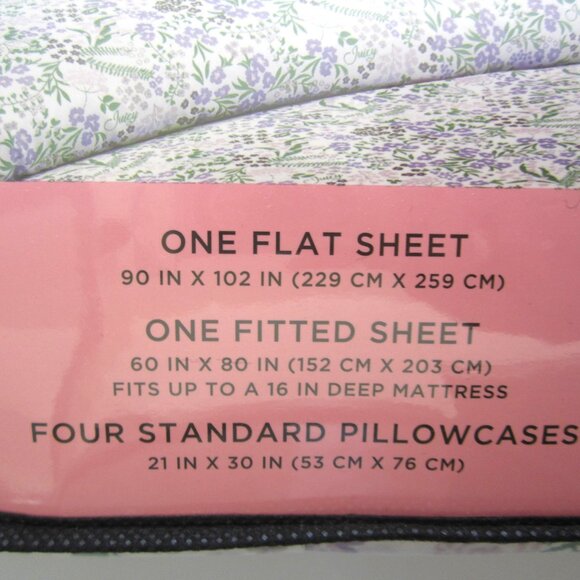 Juicy
Juicy
ONE FLAT SHEET
90 IN X 102 IN (229 CM X 259 CM)
ONE FITTED SHEET
60 IN X 80 IN (152 CM X 203 CM)
FITS UP TO A 16 IN DEEP MATTRESS
FOUR STANDARD PILLOWCASES
21 IN X 30 IN (53 CM X 76 CM)